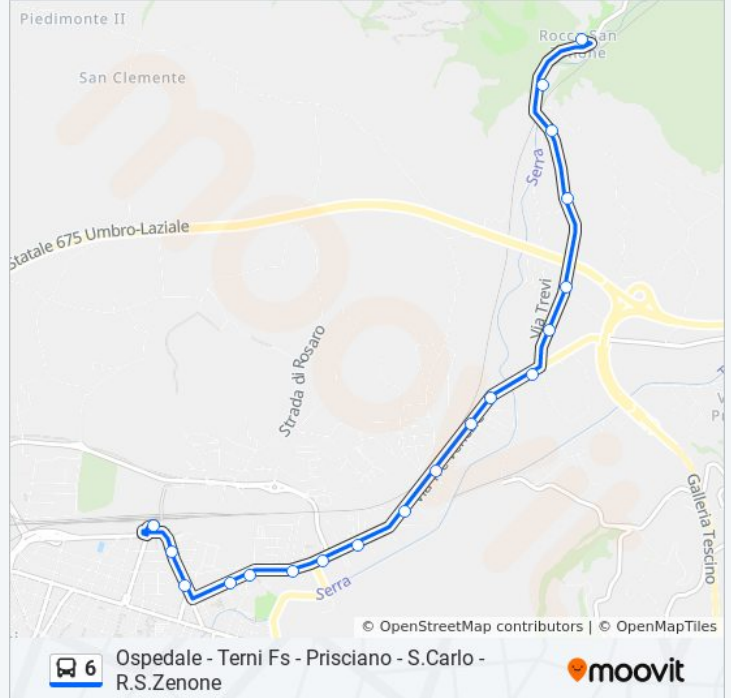 Piedimonte II
San Clemente
Rocca San
Zenone
Serra
Statale 675 Umbro-Laziale
Via Trevi
Strada di Rosaro
Galleria Tescino
Serra
© OpenStreetMap contributors | © OpenMapTiles
6
Ospedale - Terni Fs - Prisciano - S.Carlo -
R.S.Zenone
moovit